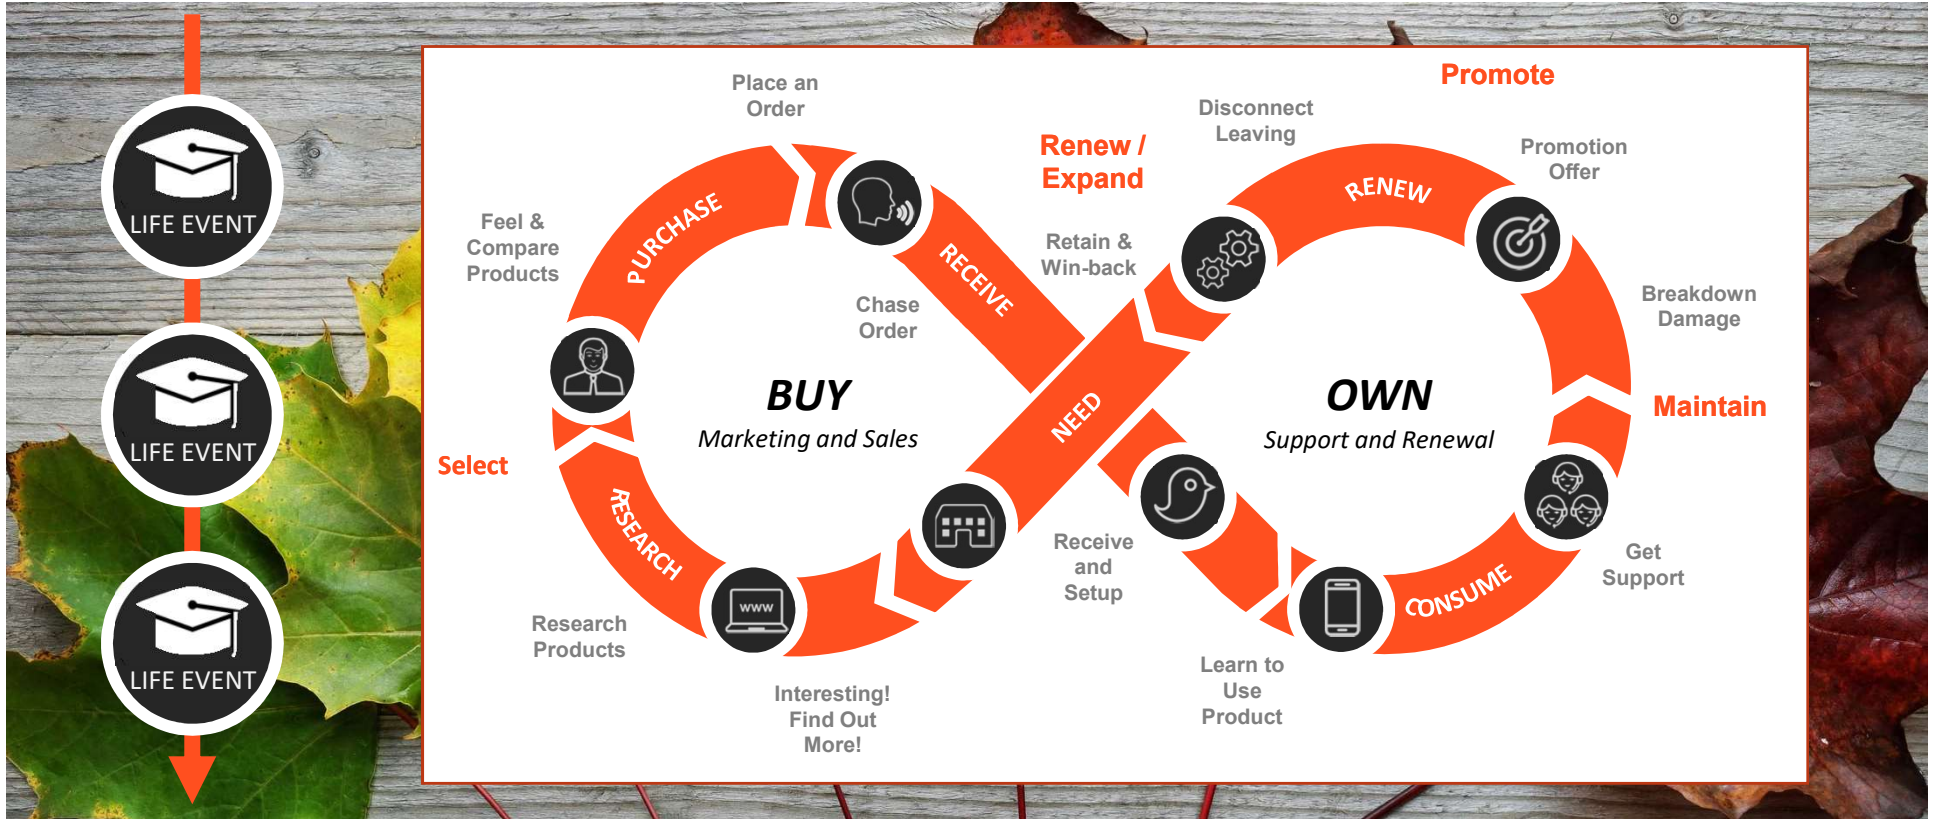 LIFE EVENT
LIFE EVENT
LIFE EVENT
Promote
Place an
Order
Disconnect
Leaving
Renew /
Expand
Promotion
Offer
PURCHASE
RENEW
Feel &
Compare
Products
RECEIVE
Retain &
Win-back
Chase
Order
Breakdown
Damage
BUY
Marketing and Sales
NEED
OWN
Support and Renewal
Maintain
Select
RESEARCH
Receive
and
Setup
Get
Support
www
CONSUME
Research
Products
Learn to
Use
Product
Interesting!
Find Out
More!